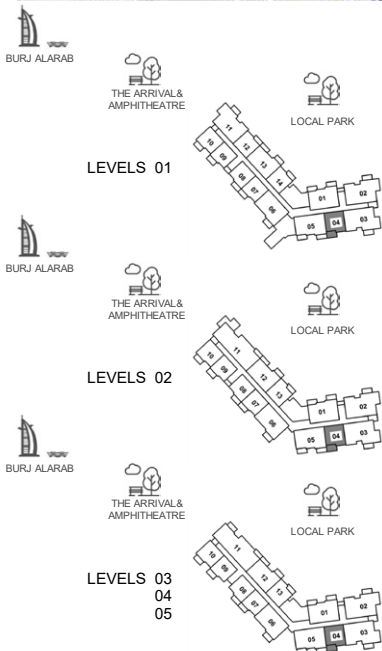 BURJ ALARAB
THE ARRIVAL&
AMPHITHEATRE
LOCAL PARK
LEVELS 01
11
10
12
09
13
14
08
07
06
01
02
05
04
03
BURJ ALARAB
THE ARRIVAL&
AMPHITHEATRE
LOCAL PARK
LEVELS 02
11
10
09
12
13
08
07
06
01
02
05
04
03
BURJ ALARAB
THE ARRIVAL&
AMPHITHEATRE
LOCAL PARK
LEVELS 03
04
05
11
10
09
12
13
08
07
06
01
02
05
04
03